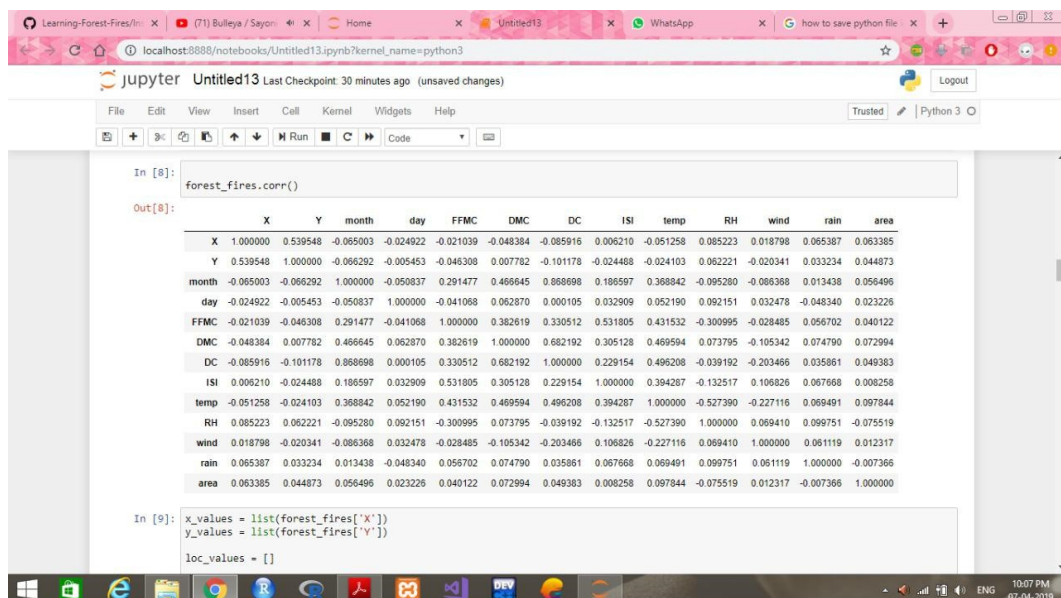 Learning-Forest-Fires/In (71) Bulleya / Sayon Home Untitled13 WhatsApp how to save python file
localhost:8888/notebooks/Untitled13.ipynb?kernel_name=python3
jupyter Untitled13 Last Checkpoint: 30 minutes ago (unsaved changes) Logout
File Edit View Insert Cell Kernel Widgets Help Trusted Python 3
Run Code
In [8]:
forest_fires.corr()
Out[8]:
X Y month day FFMC DMC DC ISI temp RH wind rain area
X 1.000000 0.539548 -0.065003 -0.024922 -0.021039 -0.048384 -0.085916 0.006210 -0.051258 0.085223 0.018798 0.065387 0.063385
Y 0.539548 1.000000 -0.066292 -0.005453 -0.046308 0.007782 -0.101178 -0.024488 -0.024103 0.062221 -0.020341 0.033234 0.044873
month -0.065003 -0.066292 1.000000 -0.050837 0.291477 0.466645 0.868698 0.186597 0.368842 -0.095280 -0.086368 0.013438 0.056496
day -0.024922 -0.005453 -0.050837 1.000000 -0.041068 0.062870 0.000105 0.032909 0.052190 0.092151 0.032478 -0.048340 0.023226
FFMC -0.021039 -0.046308 0.291477 -0.041068 1.000000 0.382619 0.330512 0.531805 0.431532 -0.300995 -0.028485 0.056702 0.040122
DMC -0.048384 0.007782 0.466645 0.062870 0.382619 1.000000 0.682192 0.305128 0.469594 0.073795 -0.105342 0.074790 0.072994
DC -0.085916 -0.101178 0.868698 0.000105 0.330512 0.682192 1.000000 0.229154 0.496208 -0.039192 -0.203466 0.035861 0.049383
ISI 0.006210 -0.024488 0.186597 0.032909 0.531805 0.305128 0.229154 1.000000 0.394287 -0.132517 0.106826 0.067668 0.008258
temp -0.051258 -0.024103 0.368842 0.052190 0.431532 0.469594 0.496208 0.394287 1.000000 -0.527390 -0.227116 0.069491 0.097844
RH 0.085223 0.062221 -0.095280 0.092151 -0.300995 0.073795 -0.039192 -0.132517 -0.527390 1.000000 0.069410 0.099751 -0.075519
wind 0.018798 -0.020341 -0.086368 0.032478 -0.028485 -0.105342 -0.203466 0.106826 -0.227116 0.069410 1.000000 0.061119 0.012317
rain 0.065387 0.033234 0.013438 -0.048340 0.056702 0.074790 0.035861 0.067668 0.069491 0.099751 0.061119 1.000000 -0.007366
area 0.063385 0.044873 0.056496 0.023226 0.040122 0.072994 0.049383 0.008258 0.097844 -0.075519 0.012317 -0.007366 1.000000
In [9]: x_values = list(forest_fires['X'])
y_values = list(forest_fires['Y'])
loc_values = []
DEV
ENG 10:07 PM
07-04-2019